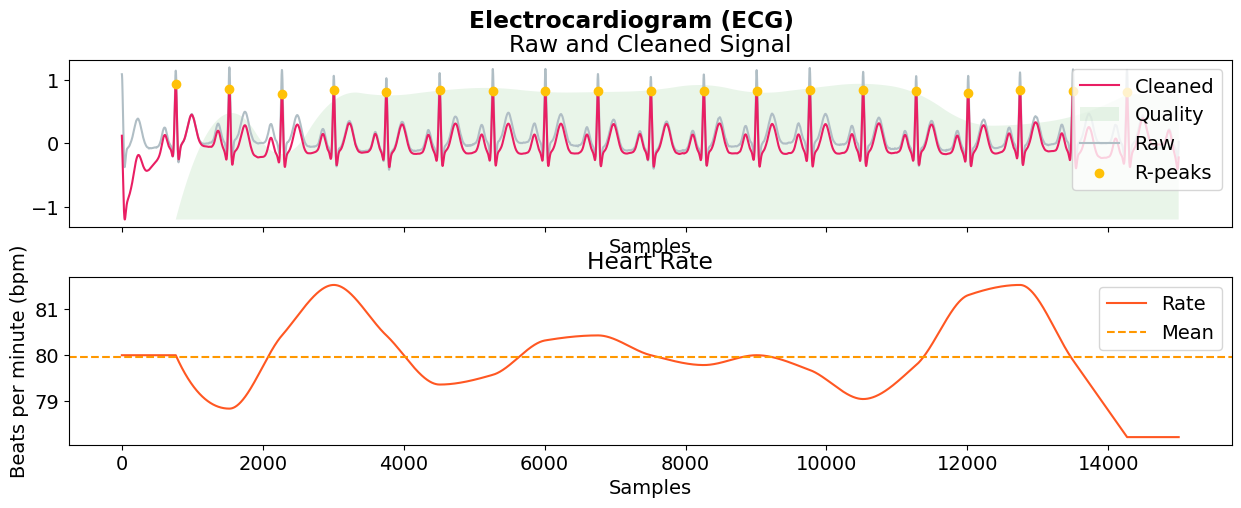 Electrocardiogram (ECG)
Raw and Cleaned Signal
1
0
−1
Cleaned
Quality
Raw
R-peaks
Samples
Heart Rate
Beats per minute (bpm)
81
80
79
Rate
Mean
0 2000 4000 6000 8000 10000 12000 14000
Samples